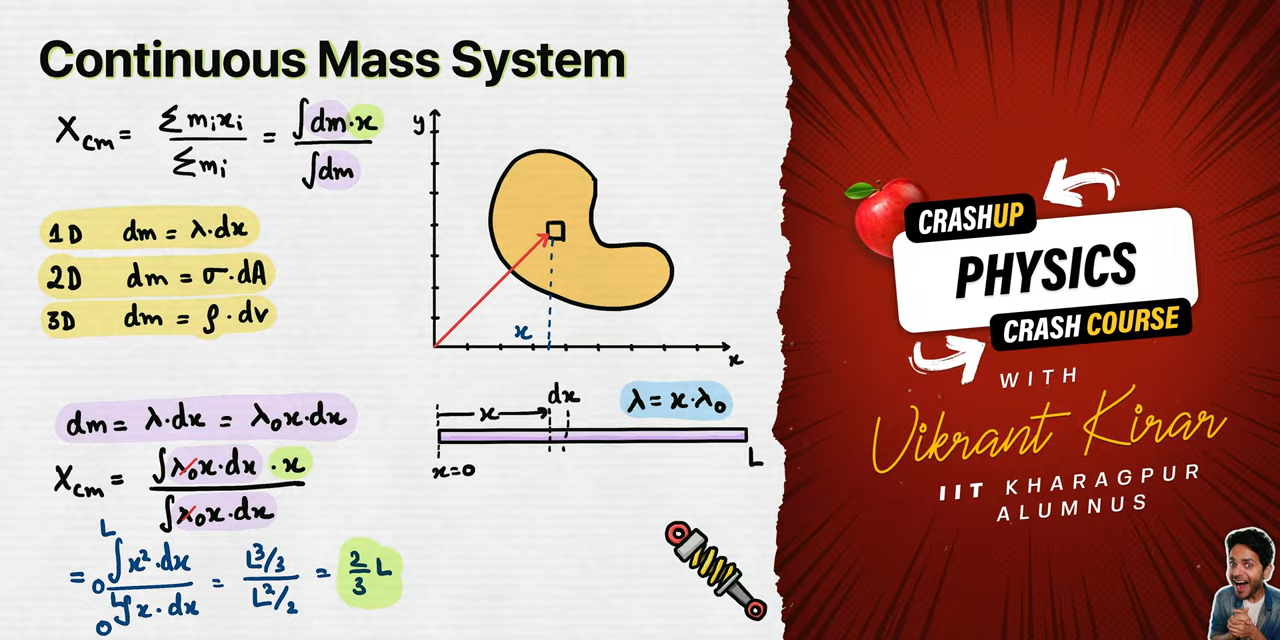 Continuous Mass System
Xcm = Σmixi / Σmi = ∫dm·x / ∫dm
1D dm = λ·dx
2D dm = σ·dA
3D dm = ρ·dv
y
x
x
dm = λ·dx = λ0x·dx
Xcm = ∫λ0x·dx·x / ∫λ0x·dx
= 0∫L x²·dx / 0∫L x·dx = L³/3 / L²/2 = 2/3 L
x
dx
λ = x·λ0
x=0
L
CRASHUP
PHYSICS
CRASH COURSE
WITH
Vikrant Kirar
IIT KHARAGPUR
ALUMNUS